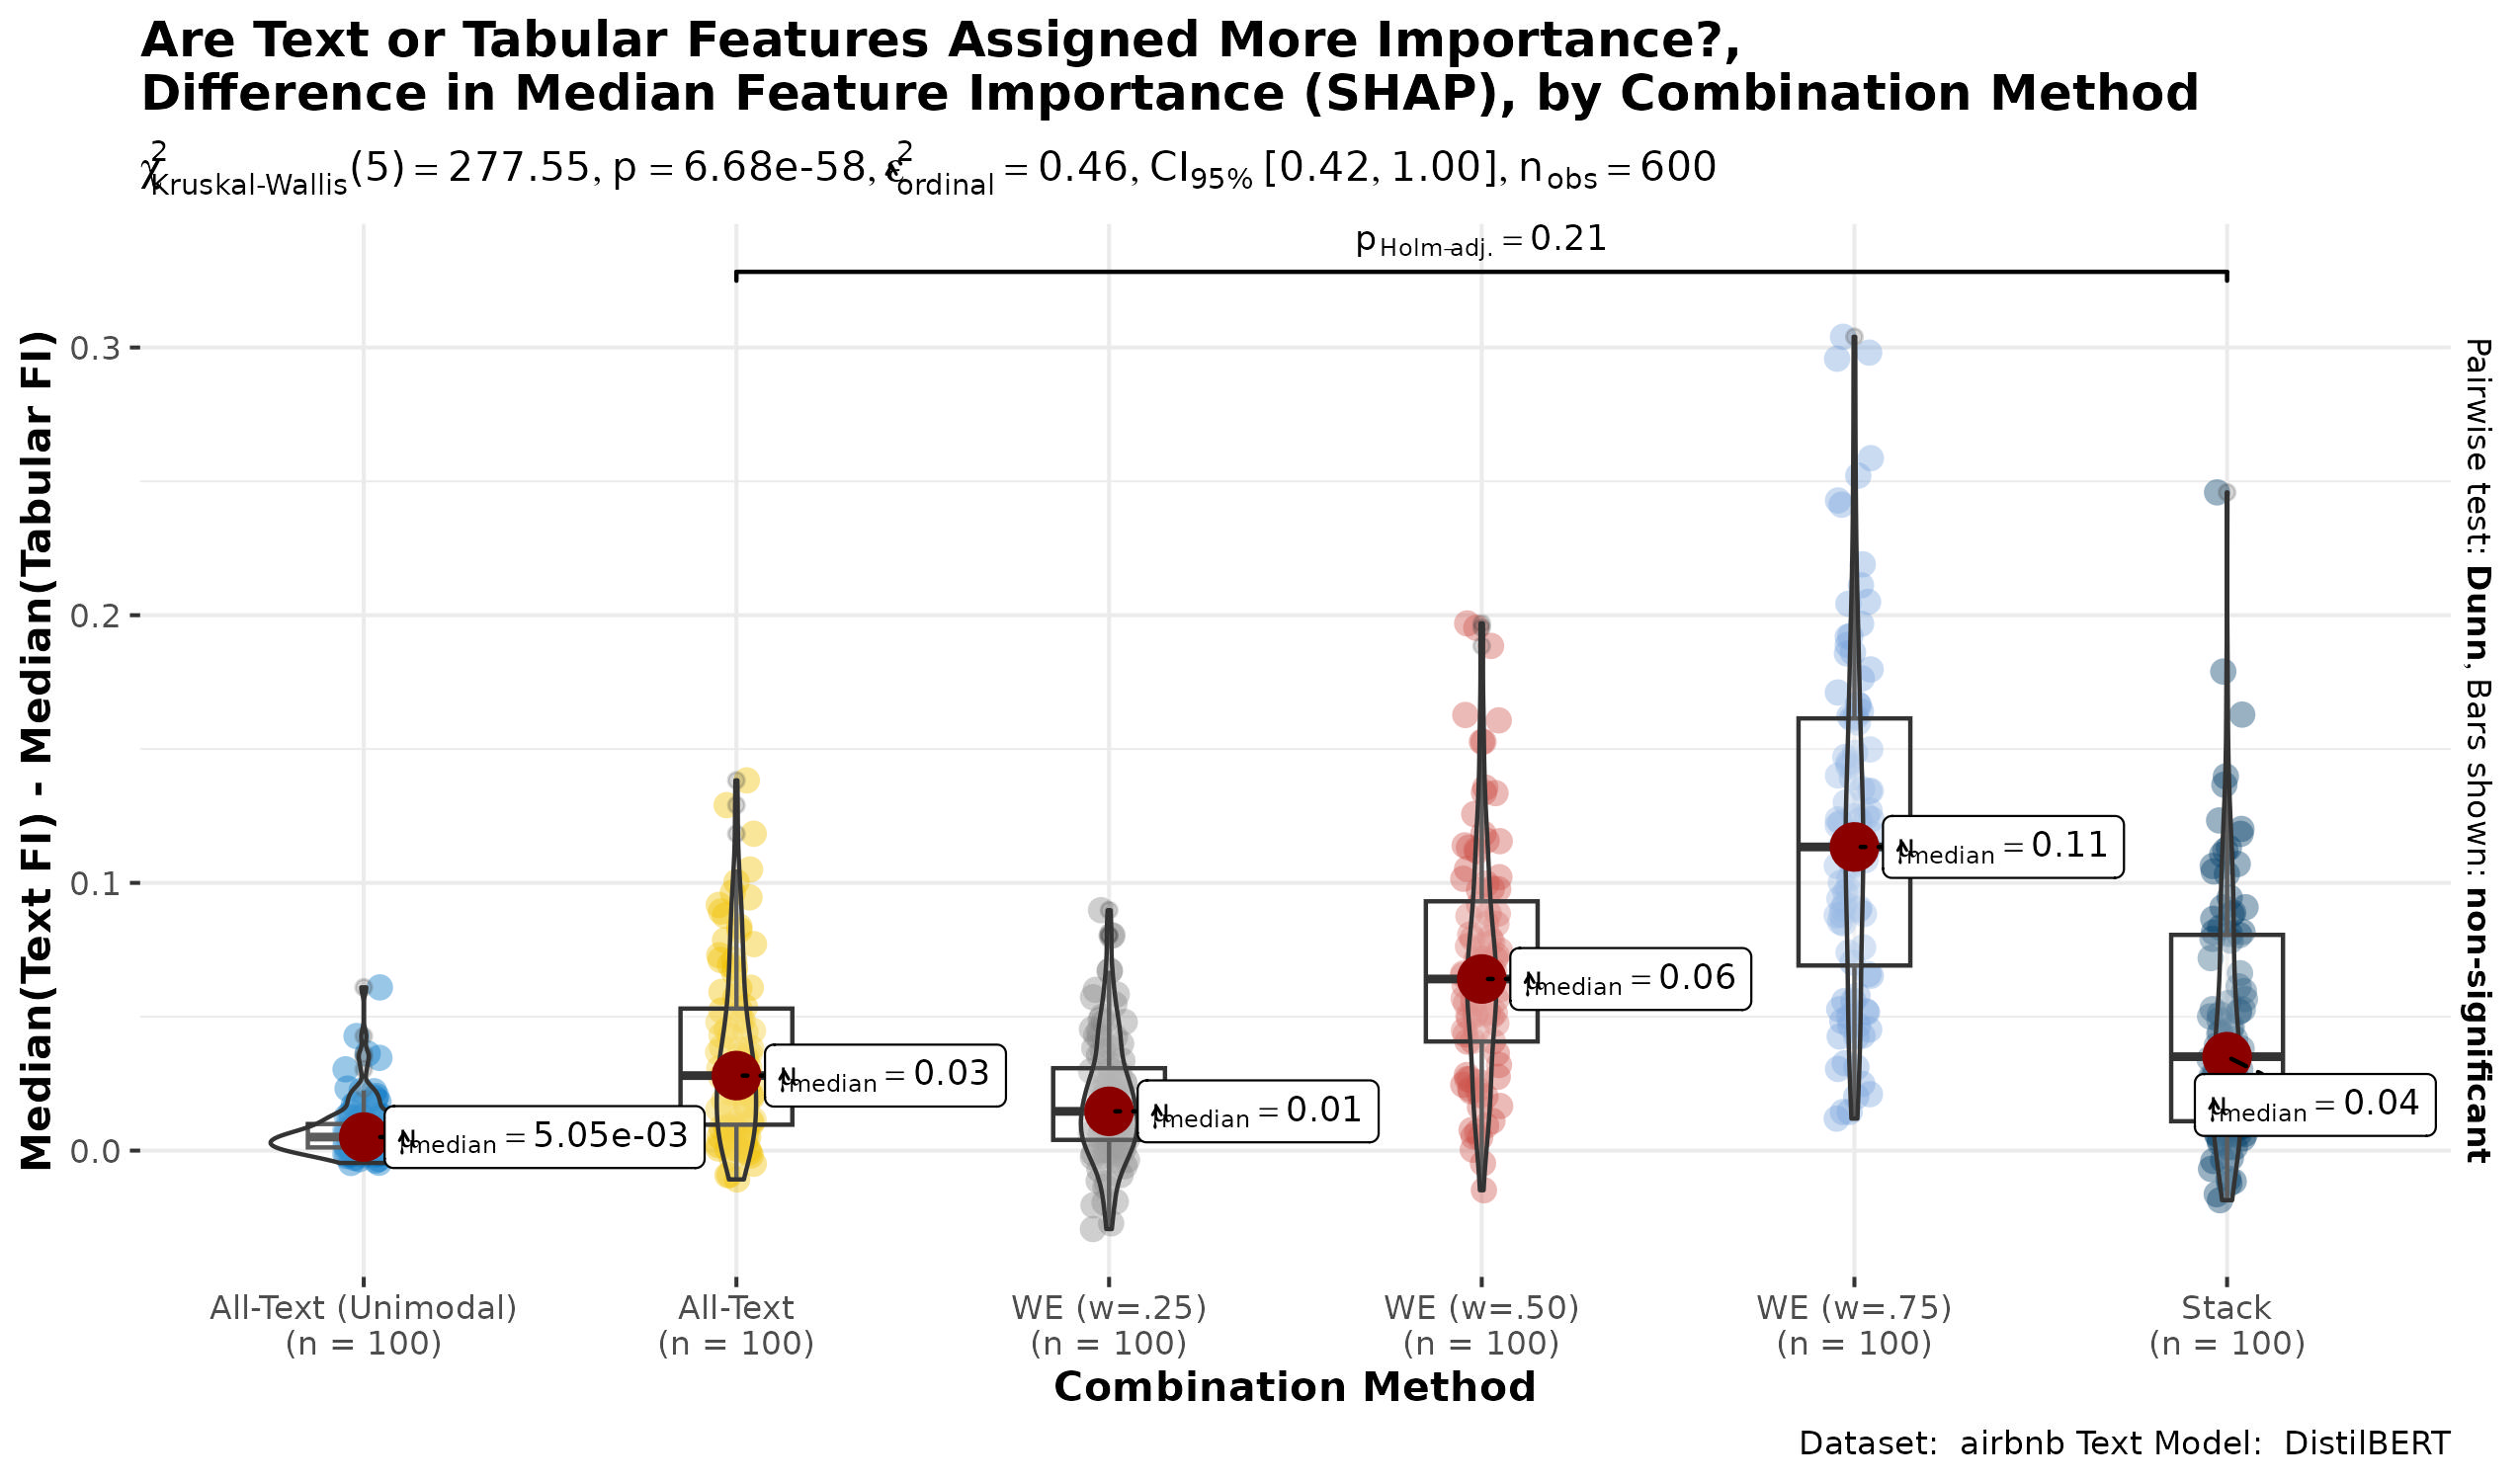 Are Text or Tabular Features Assigned More Importance?,
Difference in Median Feature Importance (SHAP), by Combination Method
χ²Kruskal-Wallis(5) = 277.55, p = 6.68e-58, ε̂²ordinal = 0.46, CI95% [0.42, 1.00], nobs = 600
pHolm-adj. = 0.21
Median(Text FI) - Median(Tabular FI)
0.3
0.2
0.1
0.0
μ̂median = 5.05e-03
μ̂median = 0.03
μ̂median = 0.01
μ̂median = 0.06
μ̂median = 0.11
μ̂median = 0.04
Pairwise test: Dunn, Bars shown: non-significant
All-Text (Unimodal)
(n = 100)
All-Text
(n = 100)
WE (w=.25)
(n = 100)
WE (w=.50)
(n = 100)
WE (w=.75)
(n = 100)
Stack
(n = 100)
Combination Method
Dataset:  airbnb Text Model:  DistilBERT